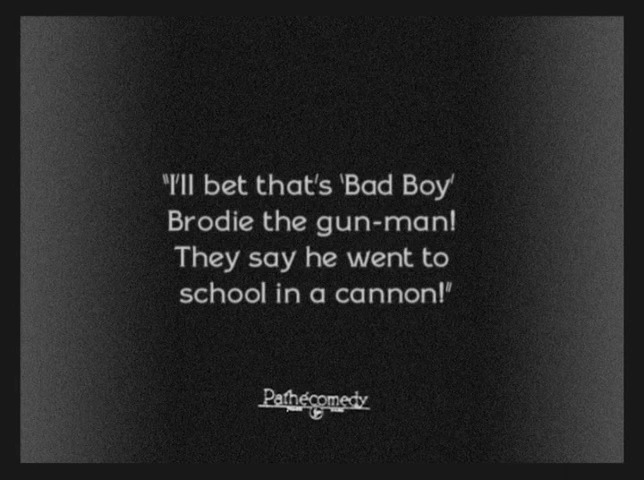 "I'll bet that's 'Bad Boy'
Brodie the gun-man!
They say he went to
school in a cannon!"
Pathécomedy